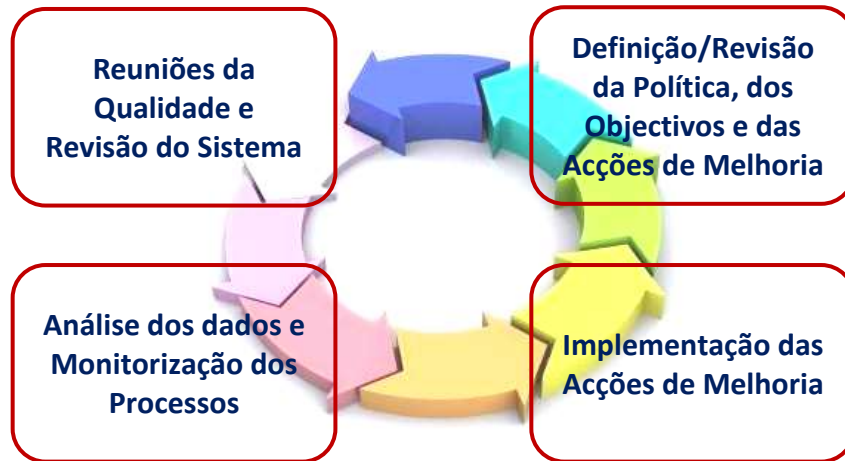 Reuniões da
Qualidade e
Revisão do Sistema
Definição/Revisão
da Política, dos
Objectivos e das
Acções de Melhoria
Análise dos dados e
Monitorização dos
Processos
Implementação das
Acções de Melhoria